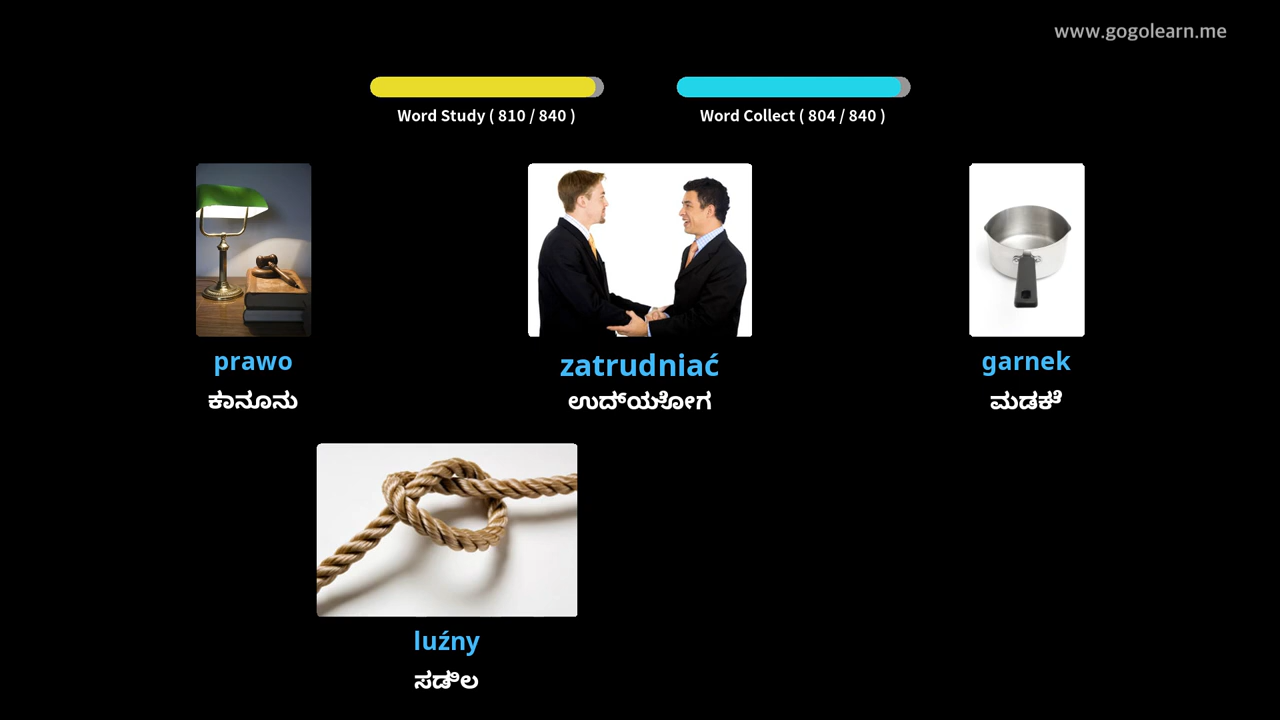 www.gogolearn.me
Word Study ( 810 / 840 )
Word Collect ( 804 / 840 )
prawo
zatrudniać
garnek
ಕಾನೂನು
ಉದ್ಯೋಗ
ಮಡಕೆ
luźny
ಸಡಿಲ